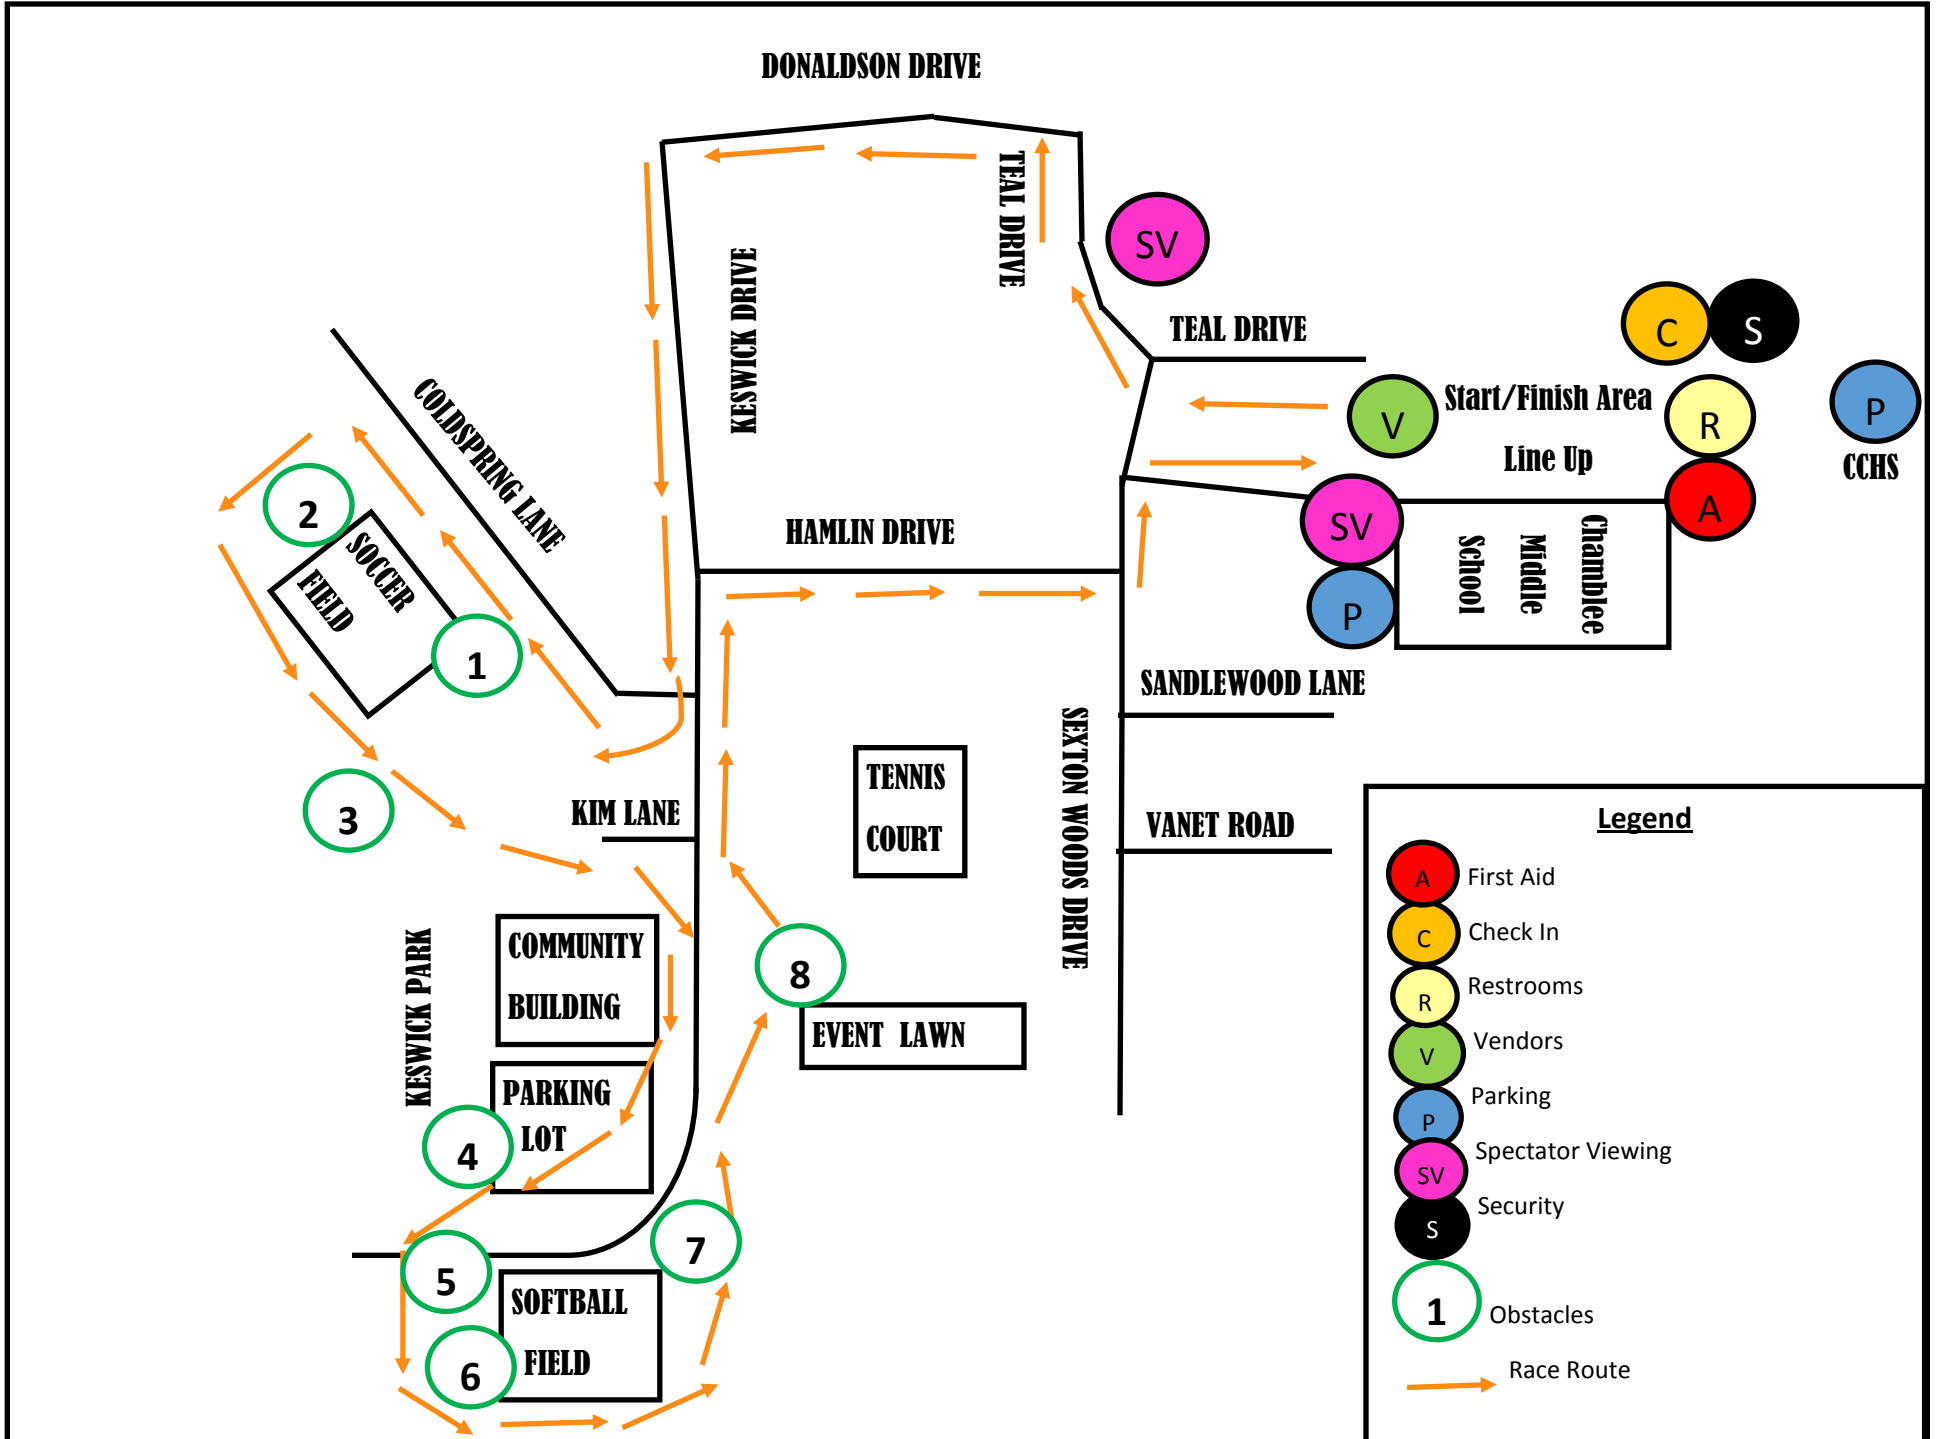 DONALDSON DRIVE
TEAL DRIVE
SV
KESWICK DRIVE
TEAL DRIVE
C
S
COLDSPRING LANE
V
Start/Finish Area
R
P
CCHS
Line Up
A
2
SOCCER
FIELD
HAMLIN DRIVE
SV
P
Chamblee
Middle
School
1
SANDLEWOOD LANE
SEXTON WOODS DRIVE
TENNIS
COURT
3
KIM LANE
VANET ROAD
KESWICK PARK
COMMUNITY
BUILDING
8
EVENT LAWN
PARKING
LOT
4
7
5
SOFTBALL
FIELD
6
Legend
A First Aid
C Check In
R Restrooms
V Vendors
P Parking
SV Spectator Viewing
S Security
1 Obstacles
Race Route